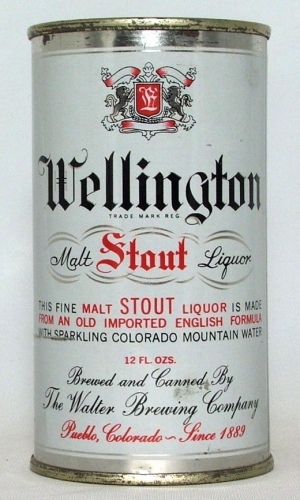 Wellington
TRADE MARK REG.
Malt Stout Liquor
THIS FINE MALT STOUT LIQUOR IS MADE
FROM AN OLD IMPORTED ENGLISH FORMULA
WITH SPARKLING COLORADO MOUNTAIN WATER
12 FL. OZS.
Brewed and Canned By
The Walter Brewing Company
Pueblo, Colorado - Since 1889